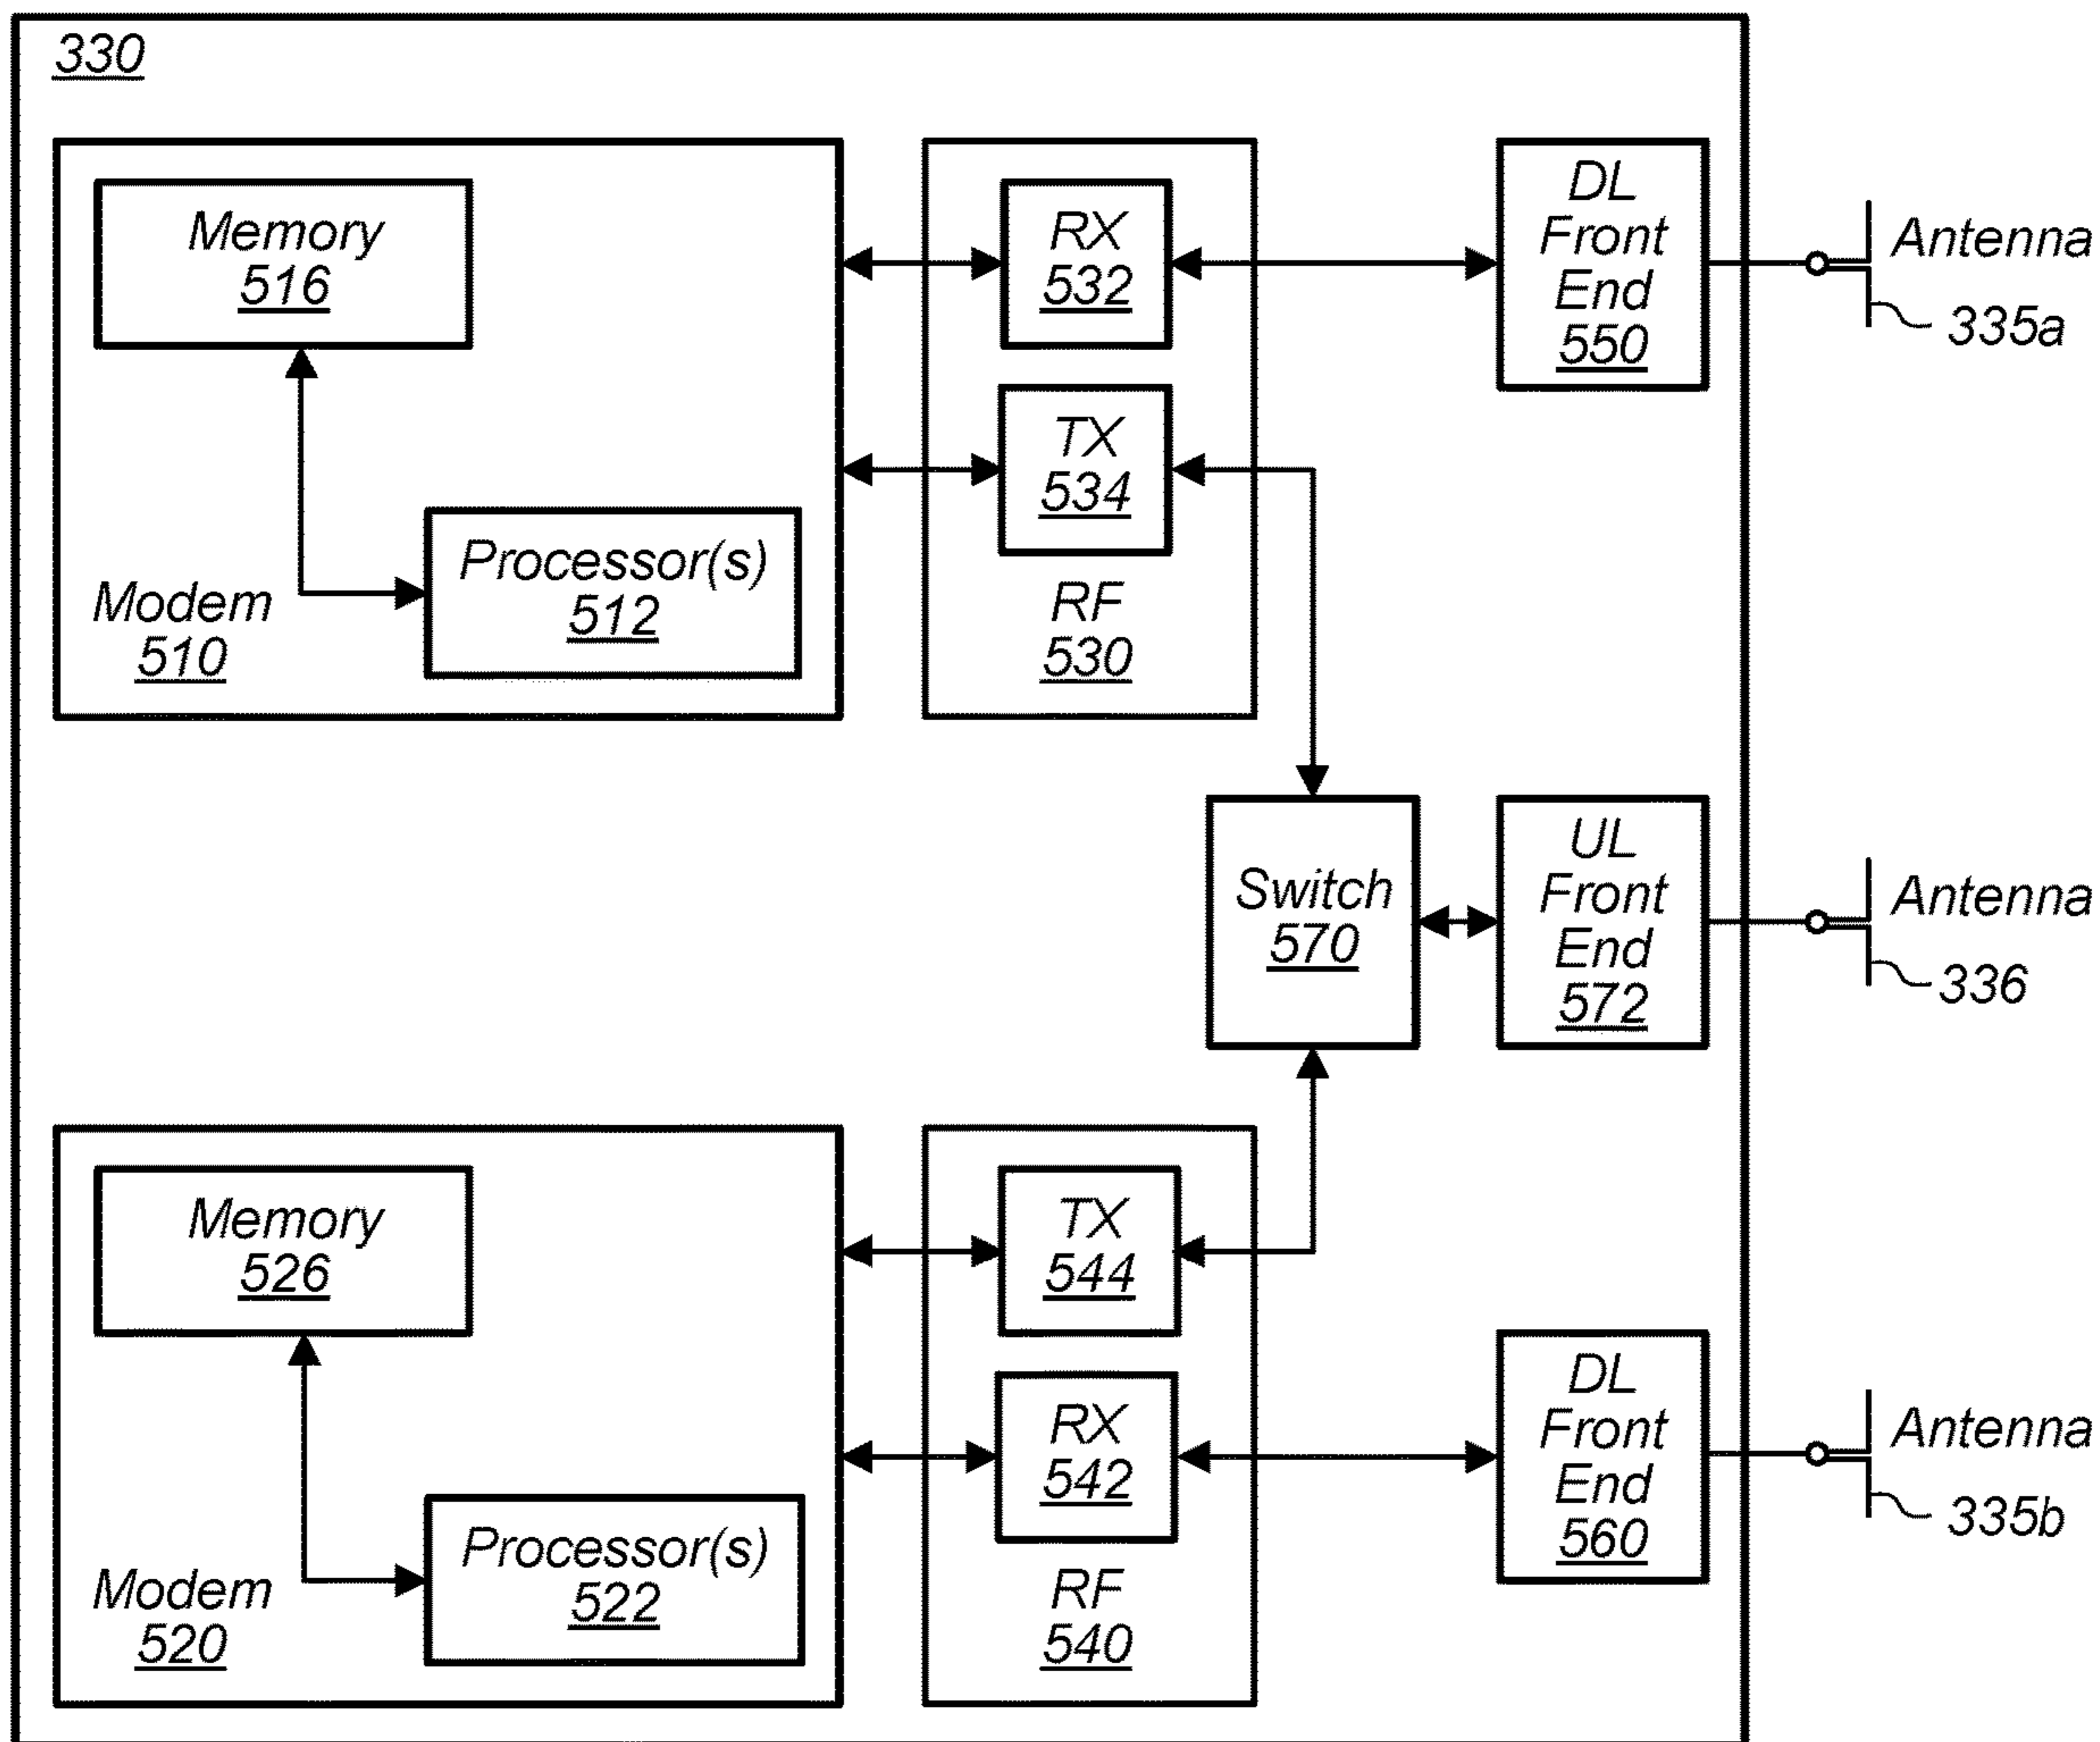 330
Memory
516
Processor(s)
512
Modem
510
RX
532
TX
534
RF
530
DL
Front
End
550
Antenna
335a
Switch
570
UL
Front
End
572
Antenna
336
Memory
526
Processor(s)
522
Modem
520
TX
544
RX
542
RF
540
DL
Front
End
560
Antenna
335b